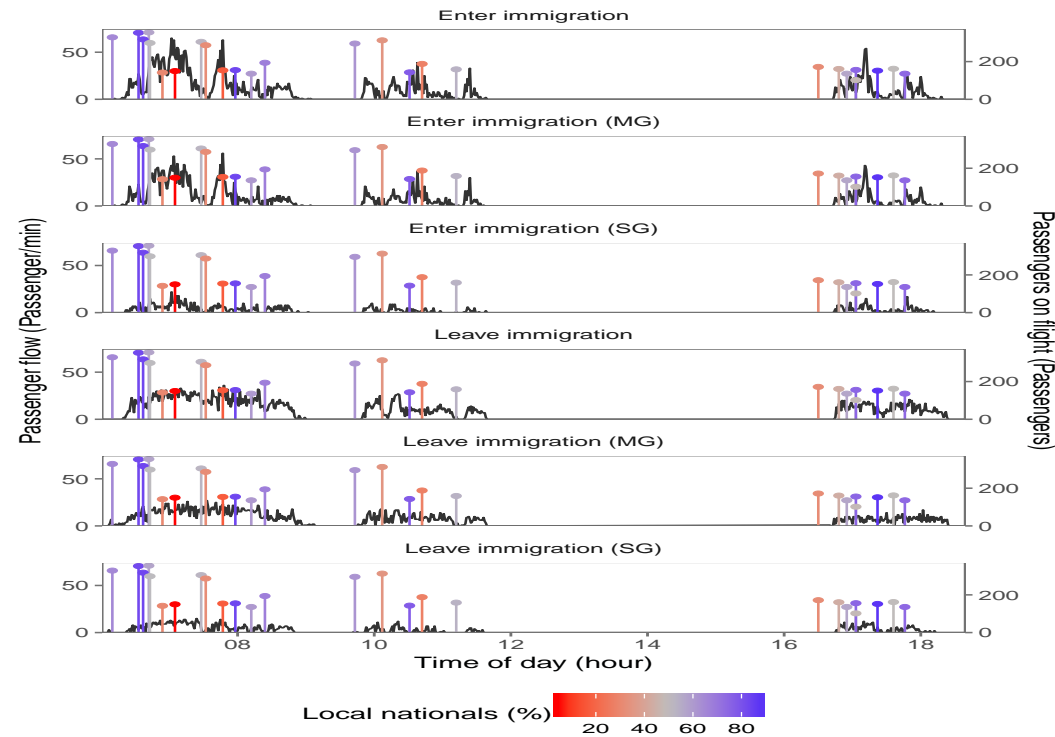 Enter immigration
50
0
200
0
Enter immigration (MG)
50
0
200
0
Enter immigration (SG)
50
0
200
0
Leave immigration
50
0
200
0
Leave immigration (MG)
50
0
200
0
Leave immigration (SG)
50
0
200
0
08 10 12 14 16 18
Time of day (hour)
Passenger flow (Passenger/min)
Passengers on flight (Passengers)
Local nationals (%)
20 40 60 80